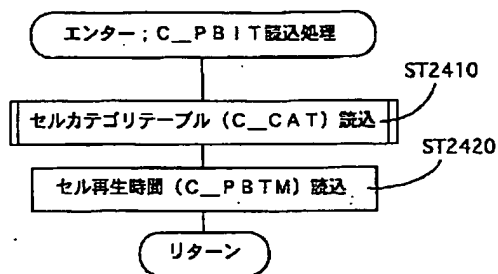 エンター；C__PBIT読込処理
ST2410
セルカテゴリテーブル（C__CAT）読込
ST2420
セル再生時間（C__PBTM）読込
リターン